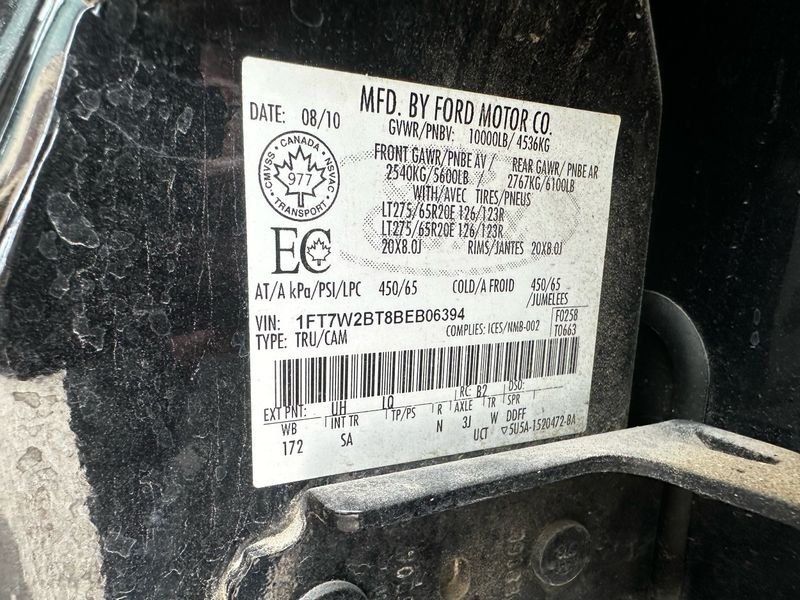 MFD. BY FORD MOTOR CO.
DATE: 08/10
GVWR/PNBV: 10000LB/ 4536KG
CANADA
CMVSS
NSVAC
977
TRANSPORT
FRONT GAWR/PNBE AV / REAR GAWR/ PNBE AR
2540KG/5600LB 2767KG/6100LB
WITH/AVEC TIRES/PNEUS
LT275/65R20E 126/123R
LT275/65R20E 126/123R
20X8.0J RIMS/JANTES 20X8.0J
EC
AT/A kPa/PSI/LPC 450/65 COLD/A FROID 450/65
/JUMELEES
VIN: 1FT7W2BT8BEB06394 F0258
TYPE: TRU/CAM COMPLIES: ICES/NMB-002 T0663
EXT PNT: UH LQ RC B2 DSO:
WB INT TR TP/PS R AXLE TR SPR
172 SA N 3J W DDFF
UCT ▽5U5A-1520472-BA